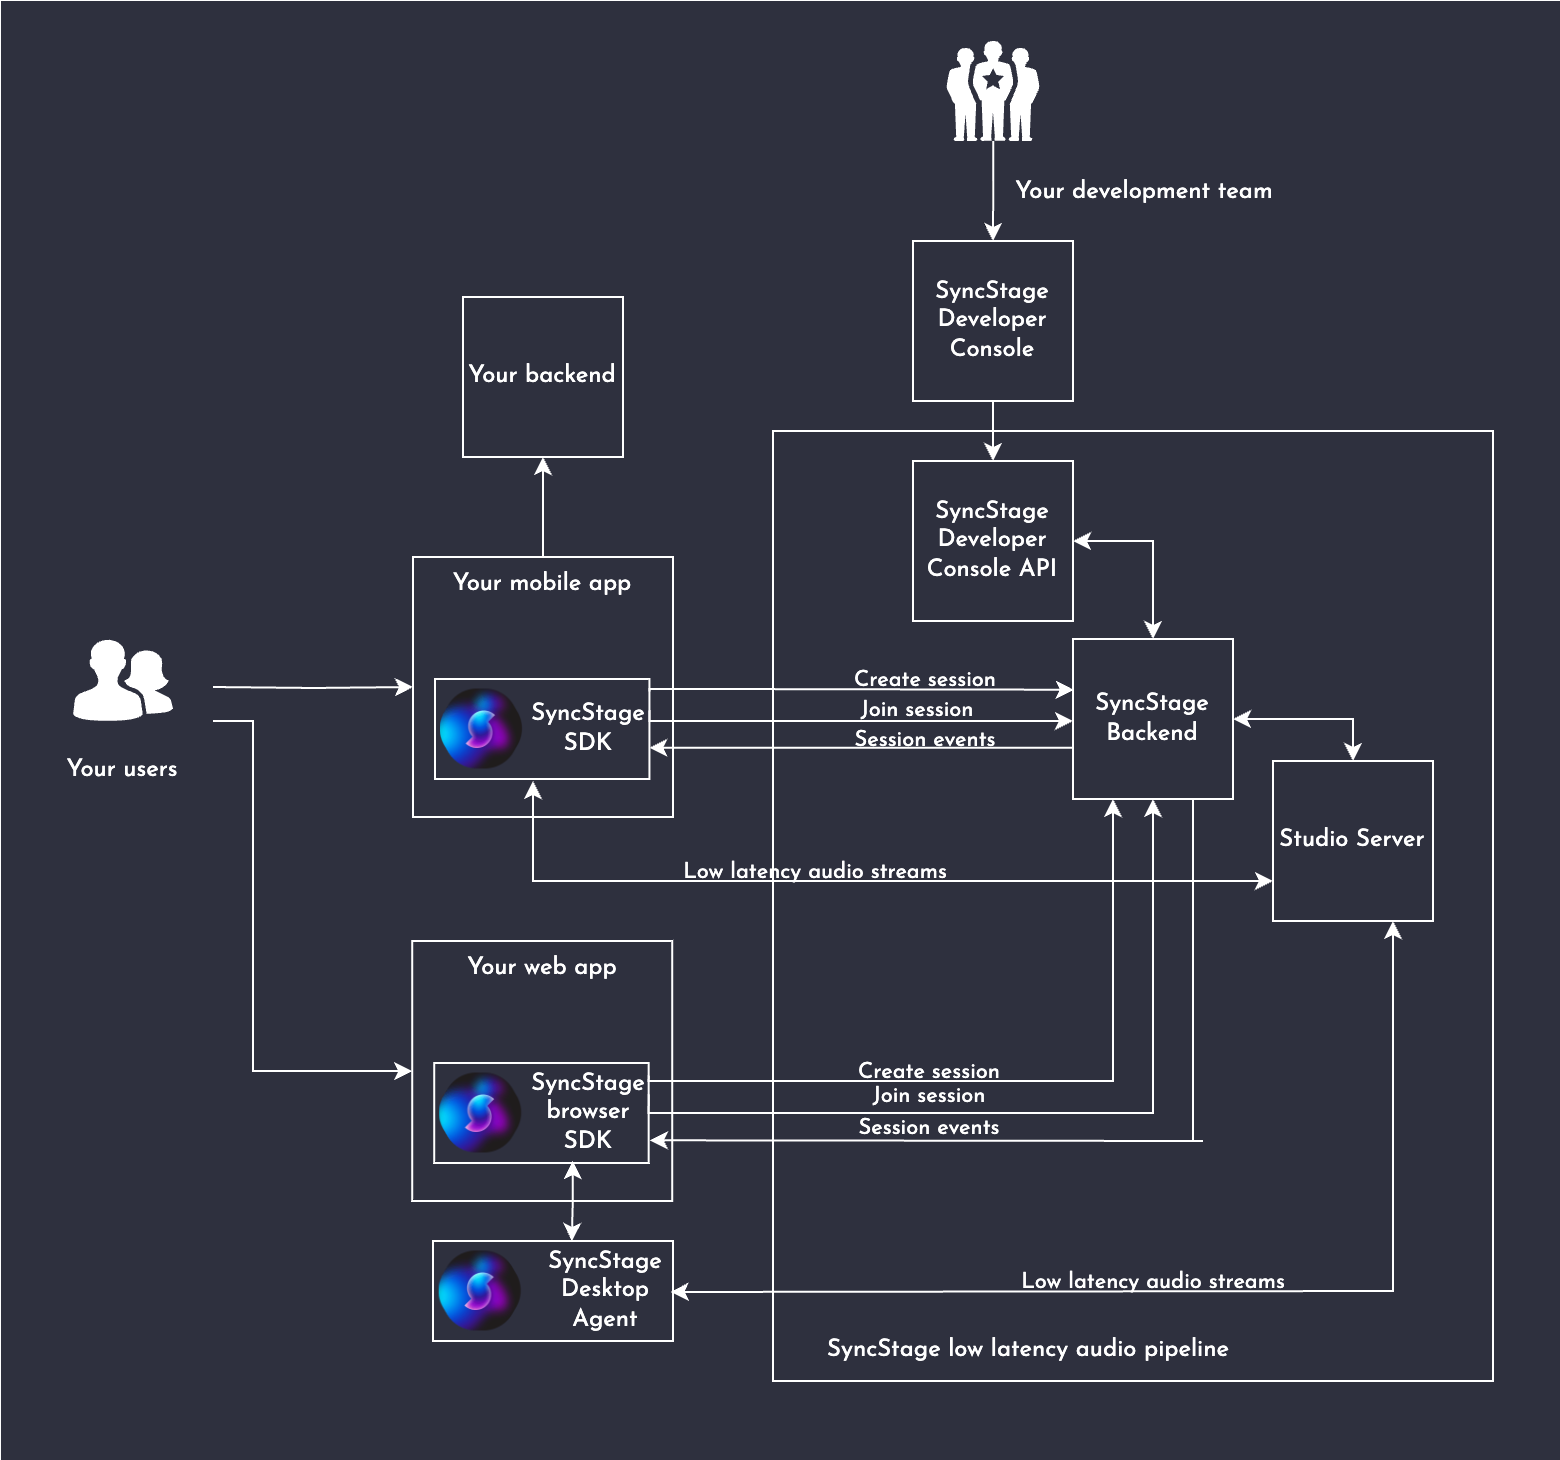 Your development team
SyncStage
Developer
Console
Your backend
SyncStage
Developer
Console API
Your mobile app
SyncStage
SDK
Create session
Join session
Session events
SyncStage
Backend
Your users
Studio Server
Low latency audio streams
Your web app
SyncStage
browser
SDK
Create session
Join session
Session events
SyncStage
Desktop
Agent
Low latency audio streams
SyncStage low latency audio pipeline